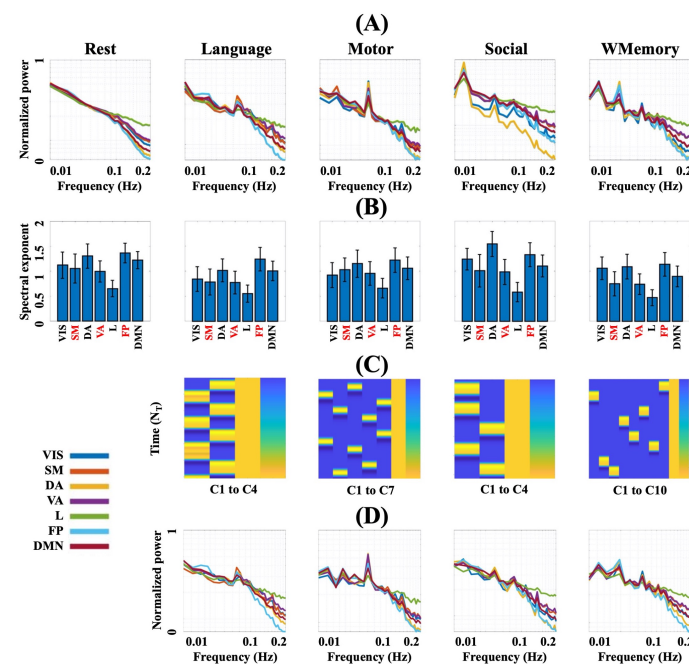 (A)
Rest Language Motor Social WMemory
Normalized power
1
0
0.01 0.1 0.2
0.01 0.1 0.2
0.01 0.1 0.2
0.01 0.1 0.2
0.01 0.1 0.2
Frequency (Hz) Frequency (Hz) Frequency (Hz) Frequency (Hz) Frequency (Hz)
(B)
Spectral exponent
2
1.5
1
0.5
0
VIS SM DA VA L FP DMN
VIS SM DA VA L FP DMN
VIS SM DA VA L FP DMN
VIS SM DA VA L FP DMN
VIS SM DA VA L FP DMN
(C)
Time (NT)
C1 to C4 C1 to C7 C1 to C4 C1 to C10
VIS
SM
DA
VA
L
FP
DMN
(D)
Normalized power
1
0
0.01 0.1 0.2
0.01 0.1 0.2
0.01 0.1 0.2
0.01 0.1 0.2
Frequency (Hz) Frequency (Hz) Frequency (Hz) Frequency (Hz)